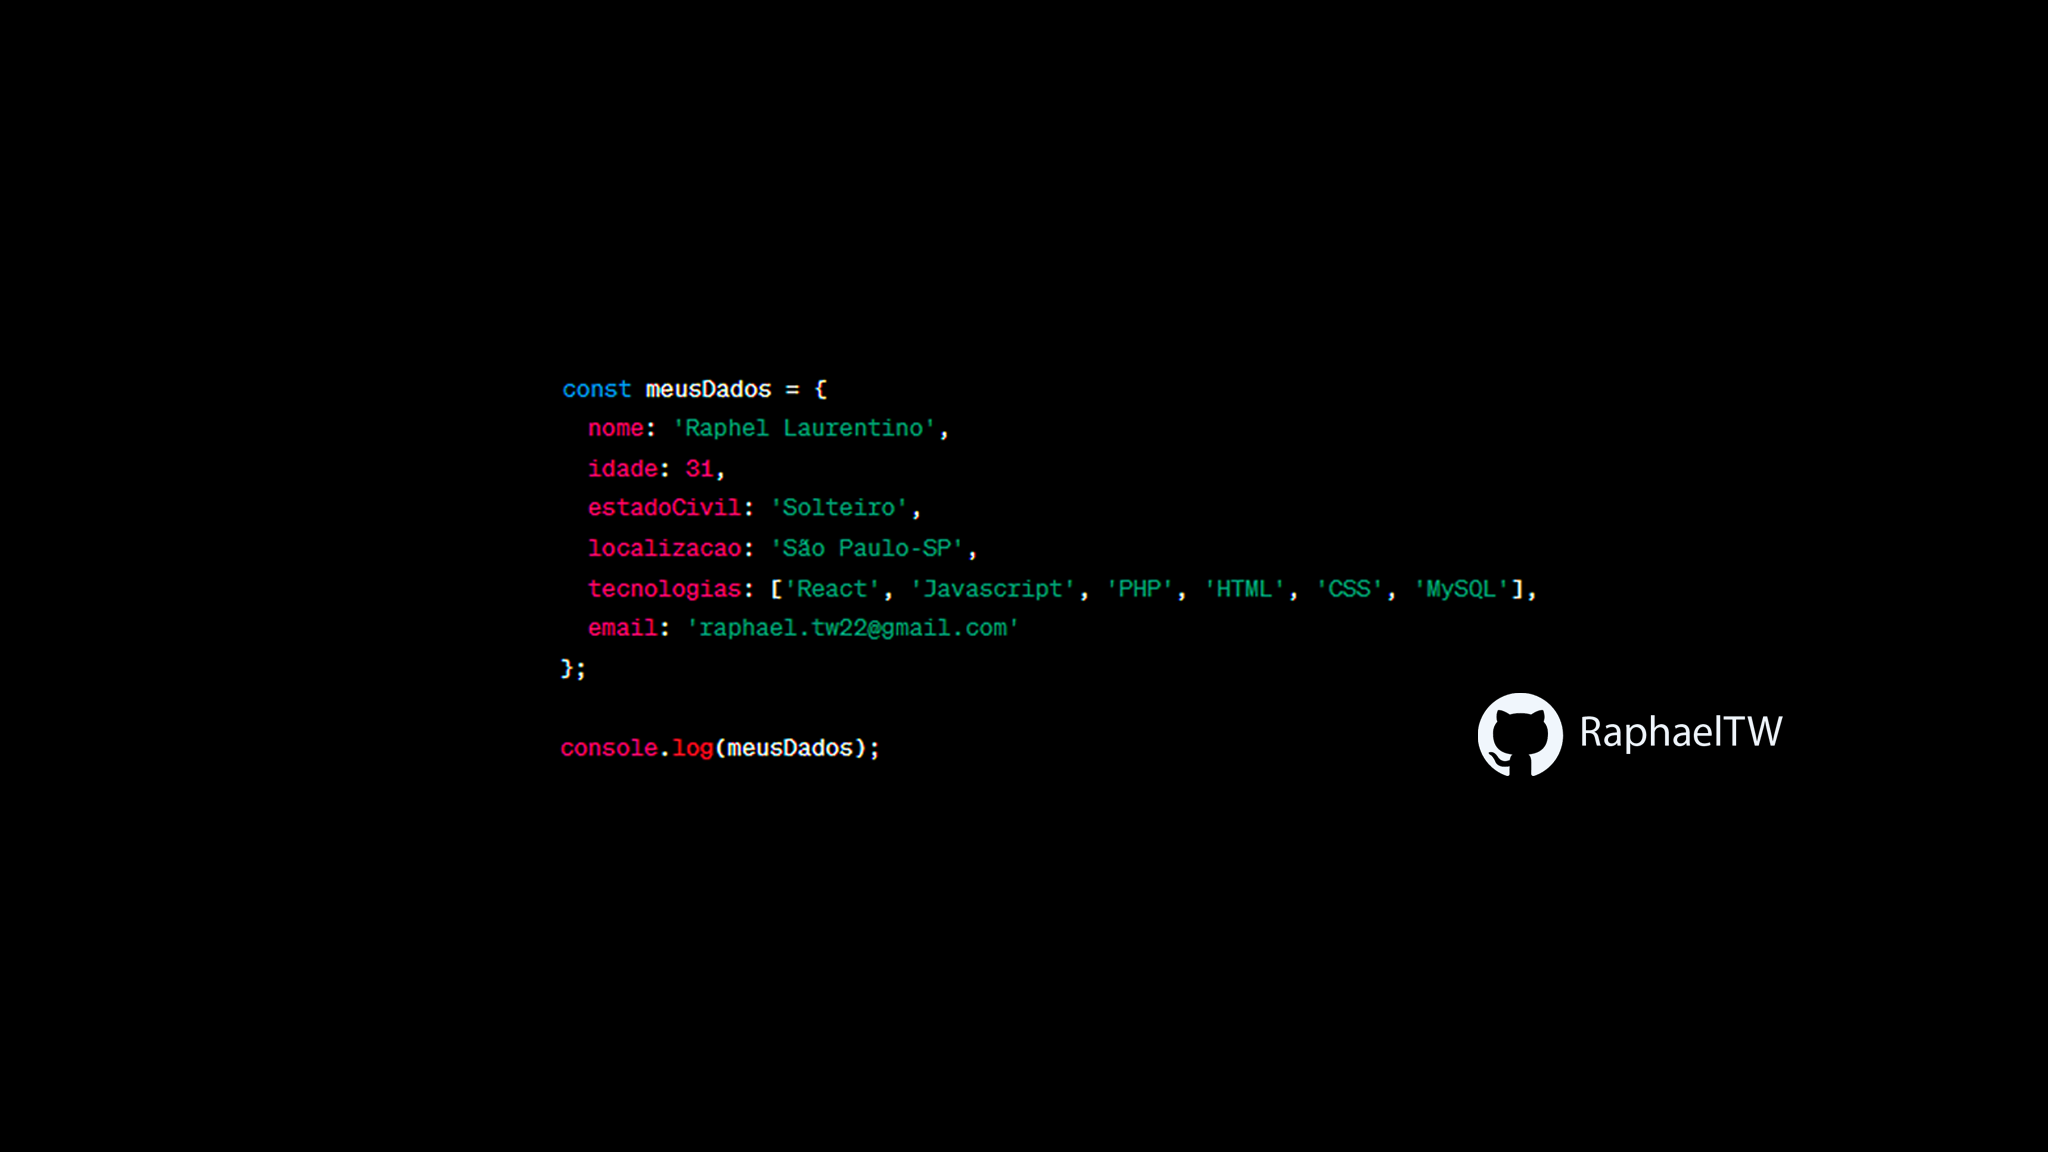 const meusDados = {
nome: 'Raphel Laurentino',
idade: 31,
estadoCivil: 'Solteiro',
localizacao: 'São Paulo-SP',
tecnologias: ['React', 'Javascript', 'PHP', 'HTML', 'CSS', 'MySQL'],
email: 'raphael.tw22@gmail.com'
};
console.log(meusDados);
RaphaelTW